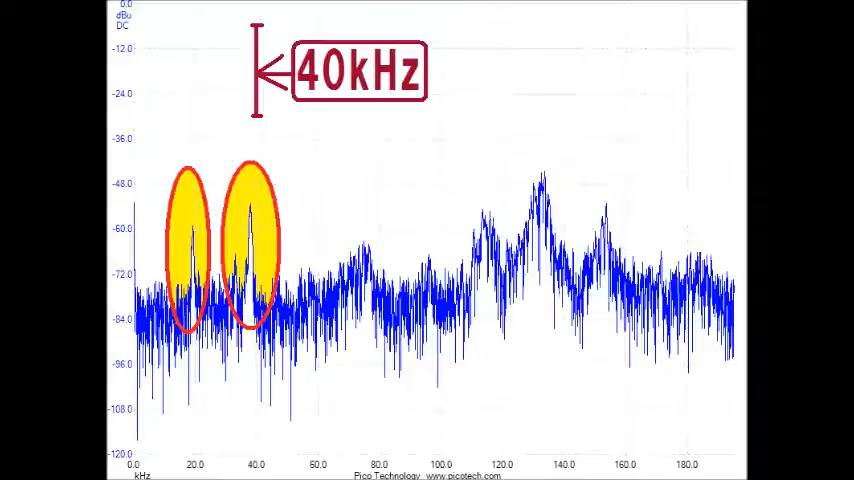 0.0
dBu
DC
-12.0
40kHz
-24.0
-36.0
-48.0
-60.0
-72.0
-84.0
-96.0
-108.0
-120.0
0.0 20.0 40.0 60.0 80.0 100.0 120.0 140.0 160.0 180.0
kHz Pico Technology www.picotech.com